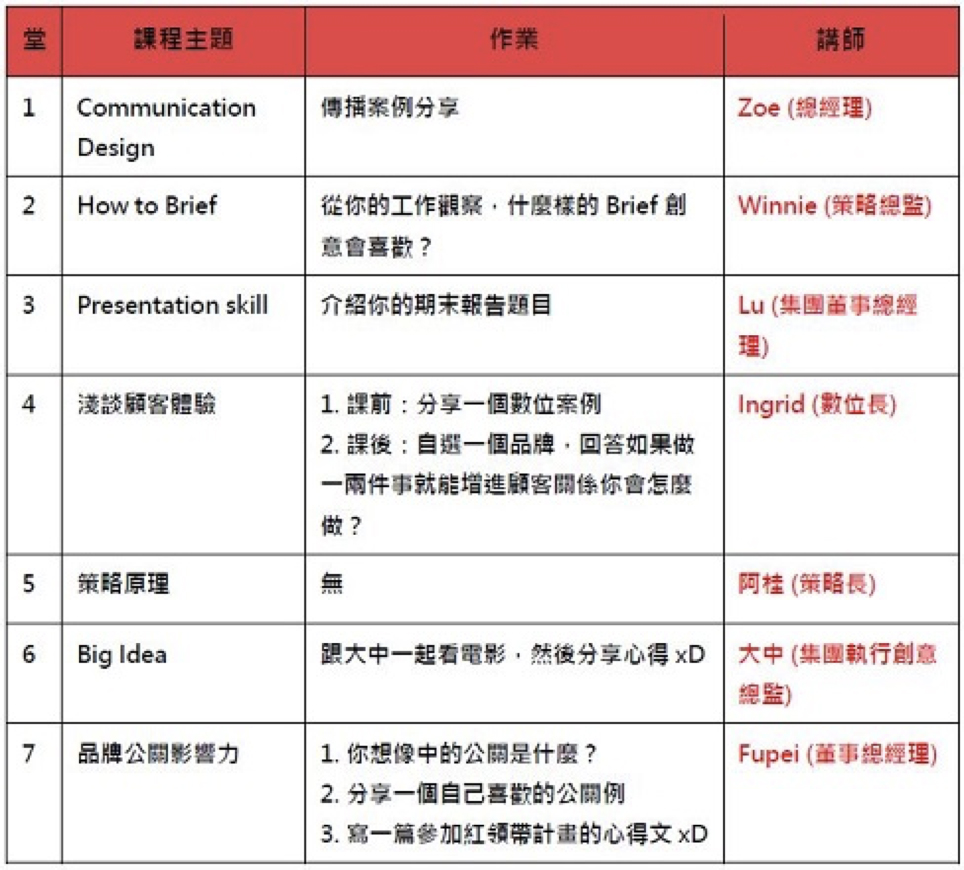 堂 課程主題 作業 講師
1 Communication 傳播案例分享 Zoe (總經理)
Design
2 How to Brief 從你的工作觀察，什麼樣的 Brief 創 Winnie (策略總監)
意會喜歡？
3 Presentation skill 介紹你的期末報告題目 Lu (集團董事總經
理)
4 淺談顧客體驗 1. 課前：分享一個數位案例 Ingrid (數位長)
2. 課後：自選一個品牌，回答如果做
一兩件事就能增進顧客關係你會怎麼
做？
5 策略原理 無 阿桂 (策略長)
6 Big Idea 跟大中一起看電影，然後分享心得 xD 大中 (集團執行創意
總監)
7 品牌公關影響力 1. 你想像中的公關是什麼？ Fupei (董事總經理)
2. 分享一個自己喜歡的公關例
3. 寫一篇參加紅領帶計畫的心得文 xD